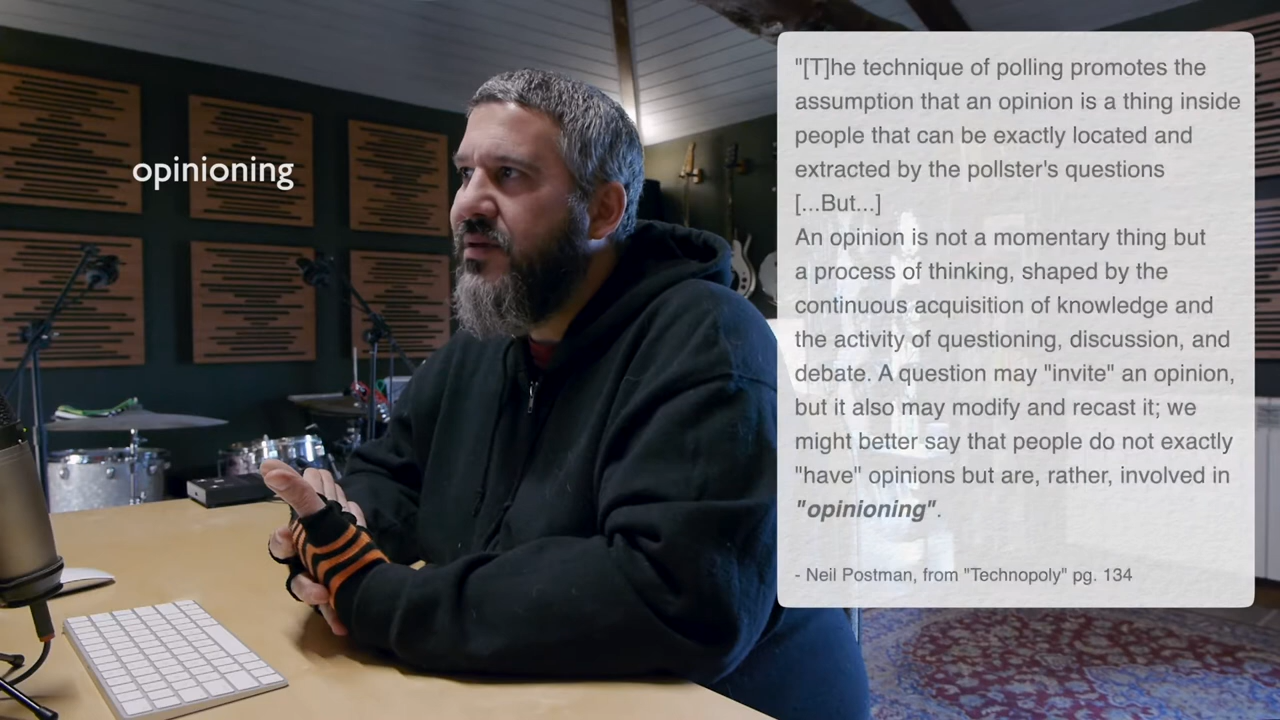 opinioning
"[T]he technique of polling promotes the
assumption that an opinion is a thing inside
people that can be exactly located and
extracted by the pollster's questions
[...But...]
An opinion is not a momentary thing but
a process of thinking, shaped by the
continuous acquisition of knowledge and
the activity of questioning, discussion, and
debate. A question may "invite" an opinion,
but it also may modify and recast it; we
might better say that people do not exactly
"have" opinions but are, rather, involved in
"opinioning".
- Neil Postman, from "Technopoly" pg. 134